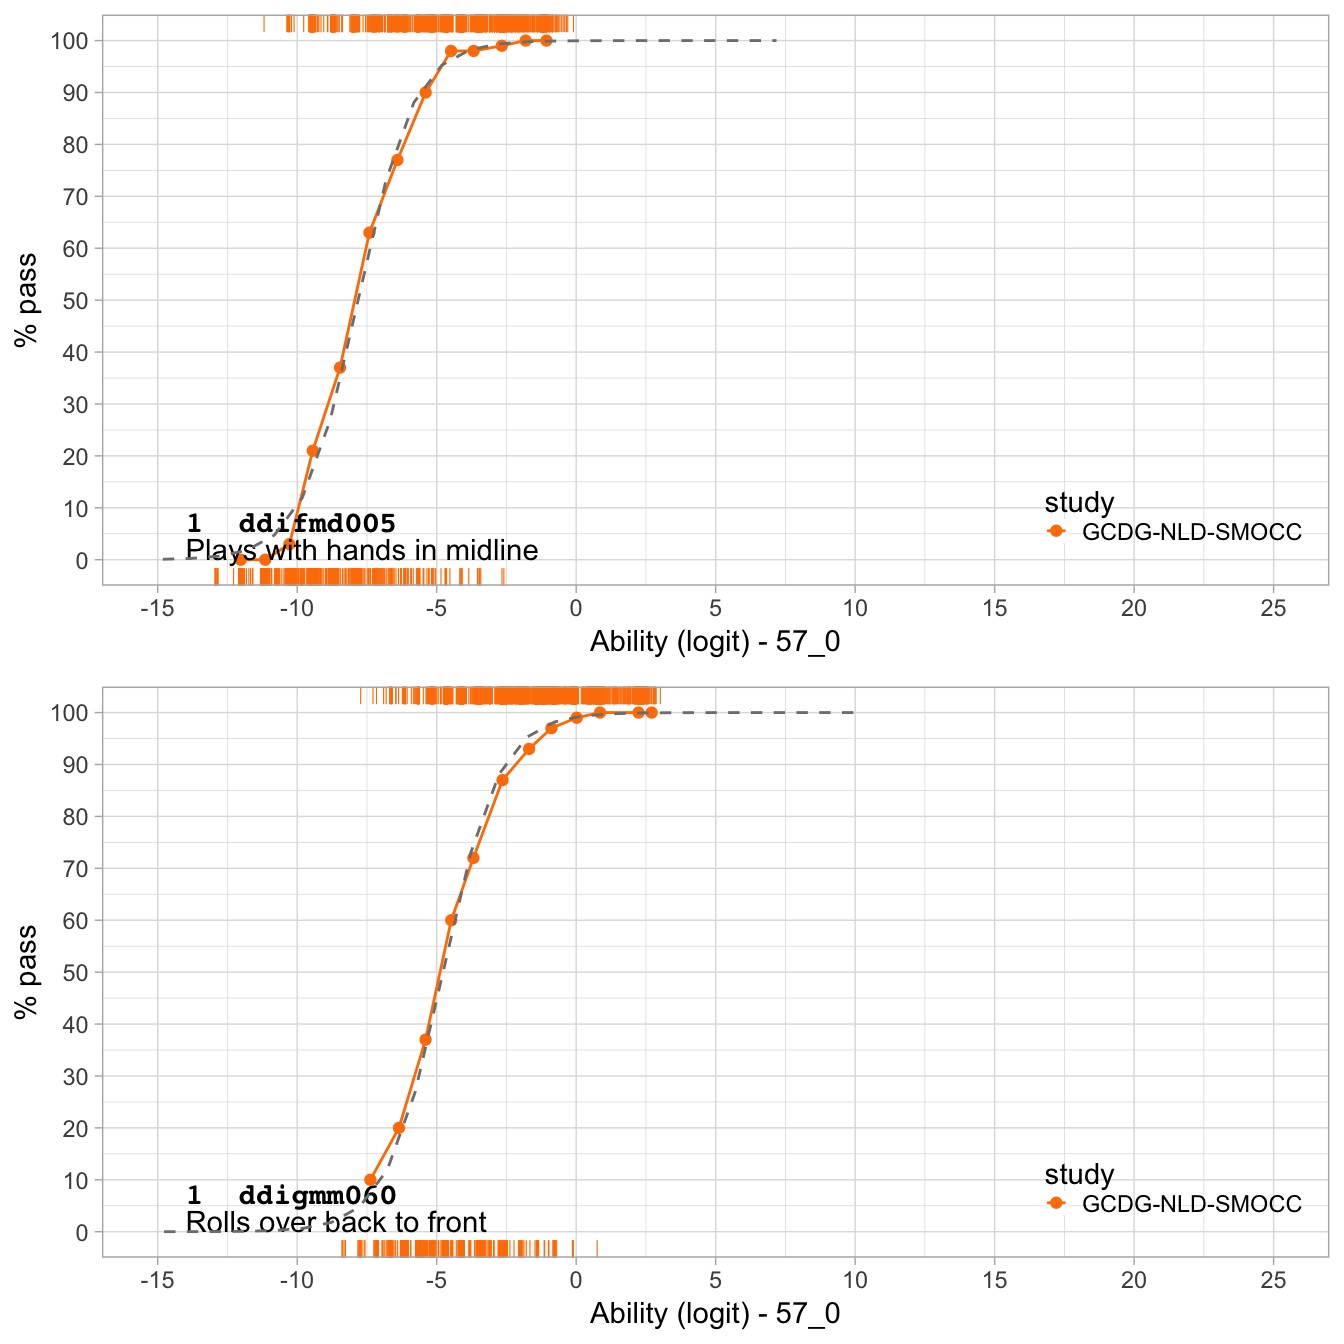 100
90
80
70
60
50
40
30
20
10
0
% pass
1 ddifmd005
Plays with hands in midline
study
GCDG-NLD-SMOCC
-15 -10 -5 0 5 10 15 20 25
Ability (logit) - 57_0
100
90
80
70
60
50
40
30
20
10
0
% pass
1 ddigmm060
Rolls over back to front
study
GCDG-NLD-SMOCC
-15 -10 -5 0 5 10 15 20 25
Ability (logit) - 57_0